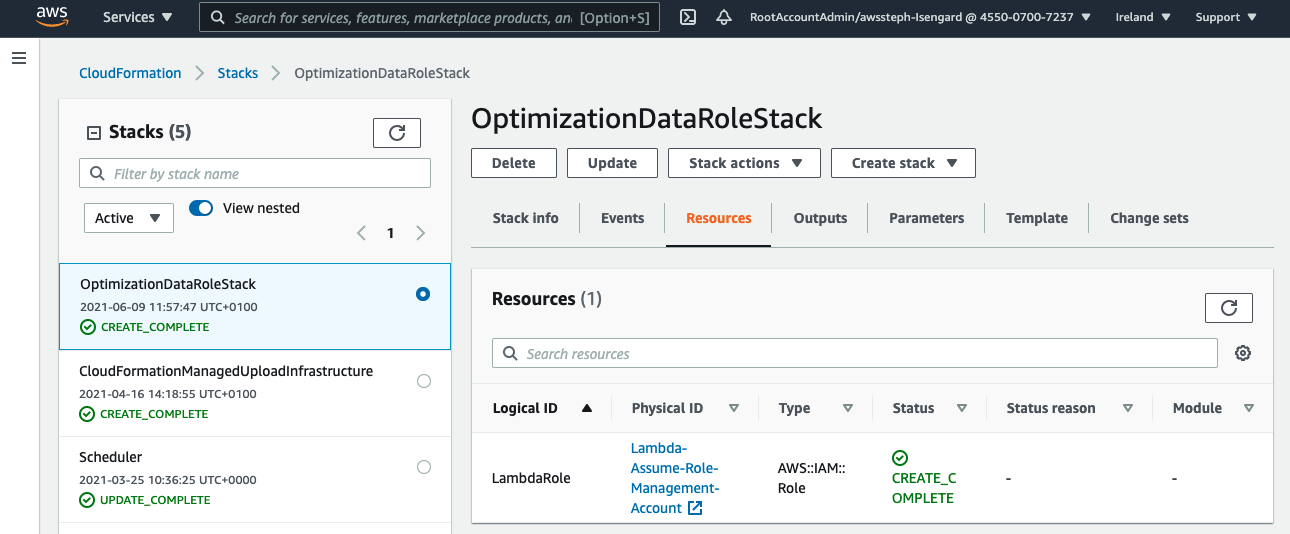 aws
Services
Search for services, features, marketplace products, an
[Option+S]
RootAccountAdmin/awssteph-Isengard @ 4550-0700-7237
Ireland
Support
CloudFormation
Stacks
OptimizationDataRoleStack
Stacks (5)
Filter by stack name
Active
View nested
1
OptimizationDataRoleStack
2021-06-09 11:57:47 UTC+0100
CREATE_COMPLETE
CloudFormationManagedUploadInfrastructure
2021-04-16 14:18:55 UTC+0100
CREATE_COMPLETE
Scheduler
2021-03-25 10:36:25 UTC+0000
UPDATE_COMPLETE
OptimizationDataRoleStack
Delete
Update
Stack actions
Create stack
Stack info
Events
Resources
Outputs
Parameters
Template
Change sets
Resources (1)
Search resources
Logical ID
Physical ID
Type
Status
Status reason
Module
LambdaRole
Lambda-
Assume-Role-
Management-
Account
AWS::IAM::
Role
CREATE_C
OMPLETE
-
-